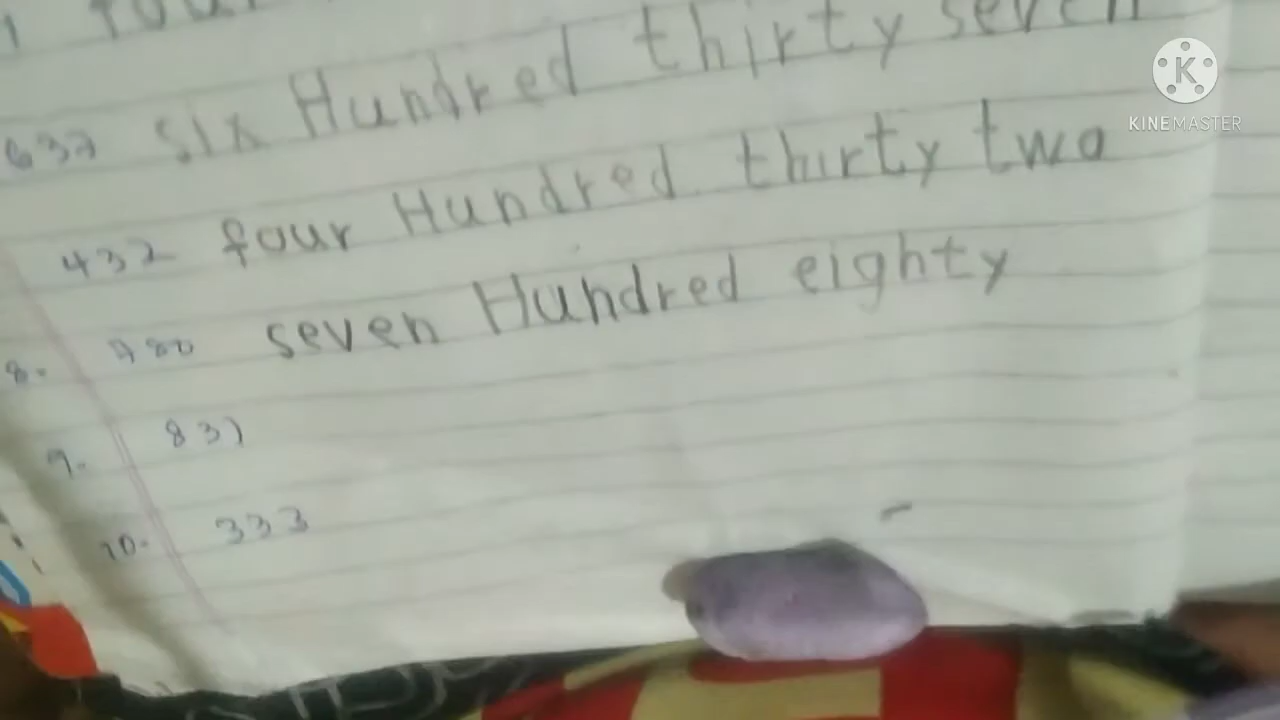 637 six Hundred thirty seven
432 four Hundred thirty two
8. 780 seven Hundred eighty
9. 831
10. 333
K
KINEMASTER